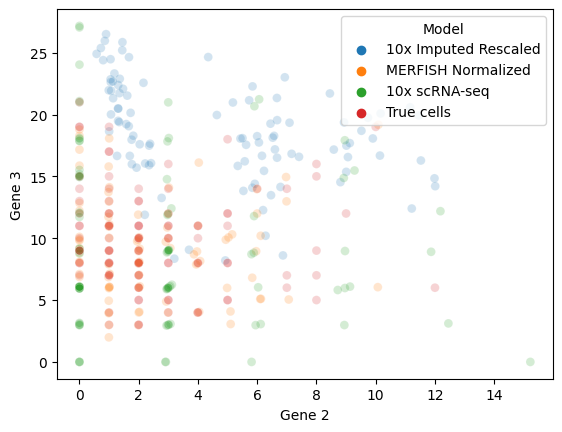 Model
10x Imputed Rescaled
MERFISH Normalized
10x scRNA-seq
True cells
25
20
15
10
5
0
Gene 3
0 2 4 6 8 10 12 14
Gene 2